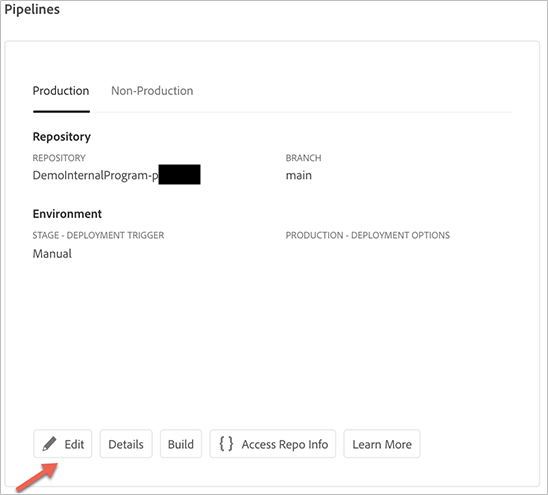 Pipelines
Production Non-Production
Repository
REPOSITORY BRANCH
DemoInternalProgram-p main
Environment
STAGE - DEPLOYMENT TRIGGER PRODUCTION - DEPLOYMENT OPTIONS
Manual
Edit Details Build {} Access Repo Info Learn More